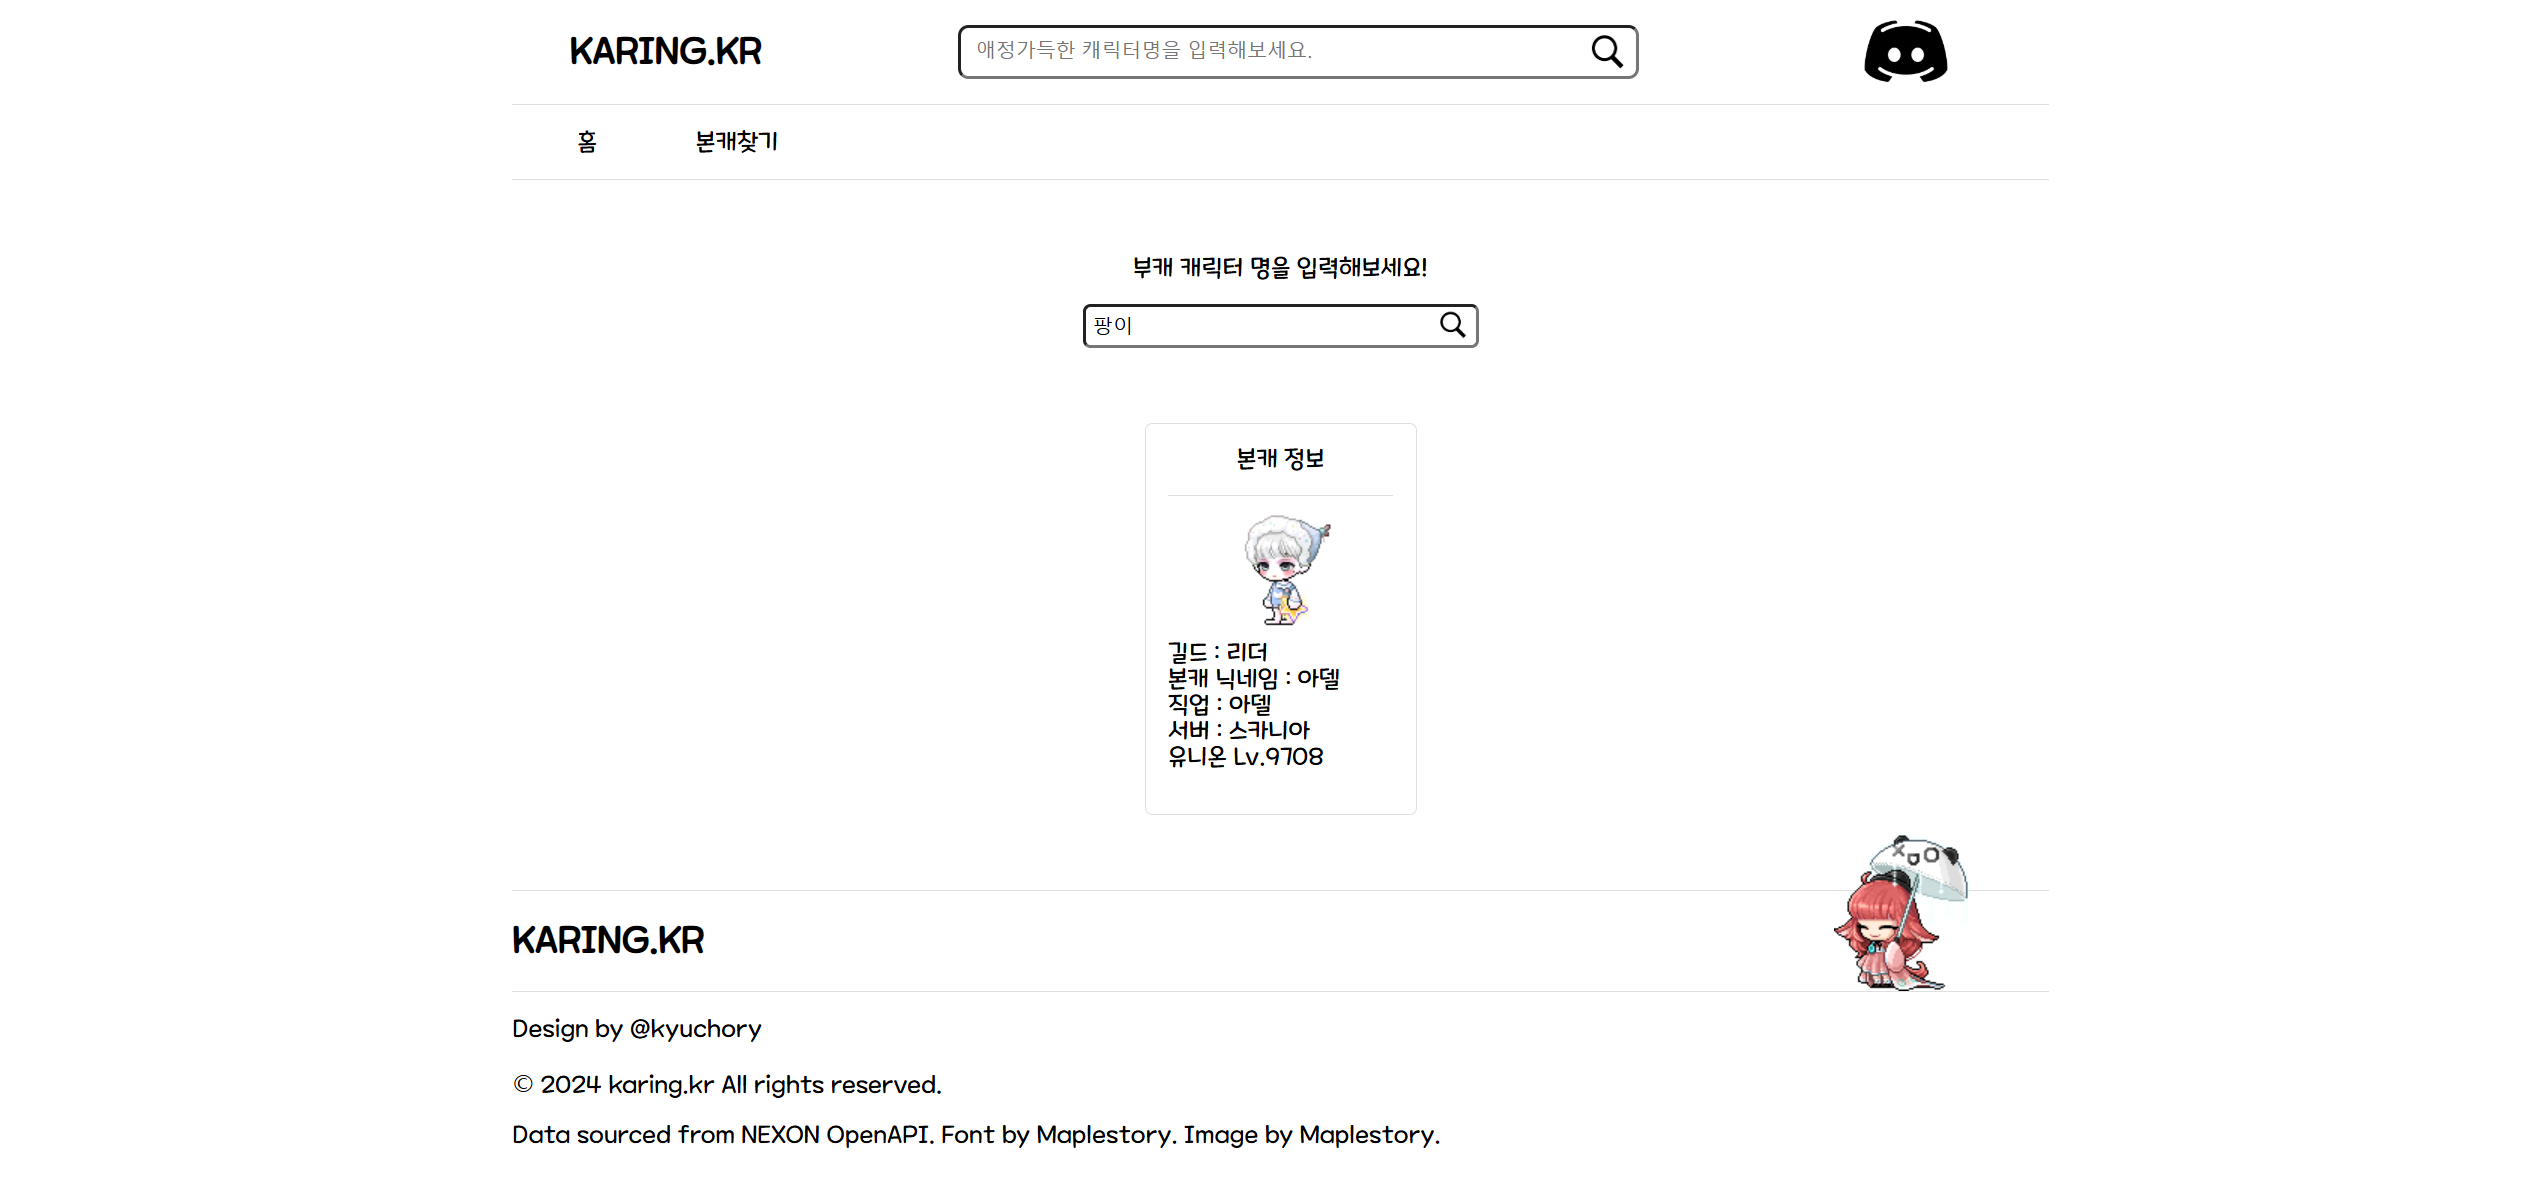 KARING.KR
애정가득한 캐릭터명을 입력해보세요.
홈
본캐찾기
부캐 캐릭터 명을 입력해보세요!
팡이
본캐 정보
길드 : 리더
본캐 닉네임 : 아델
직업 : 아델
서버 : 스카니아
유니온 Lv.9708
KARING.KR
Design by @kyuchory
© 2024 karing.kr All rights reserved.
Data sourced from NEXON OpenAPI. Font by Maplestory. Image by Maplestory.